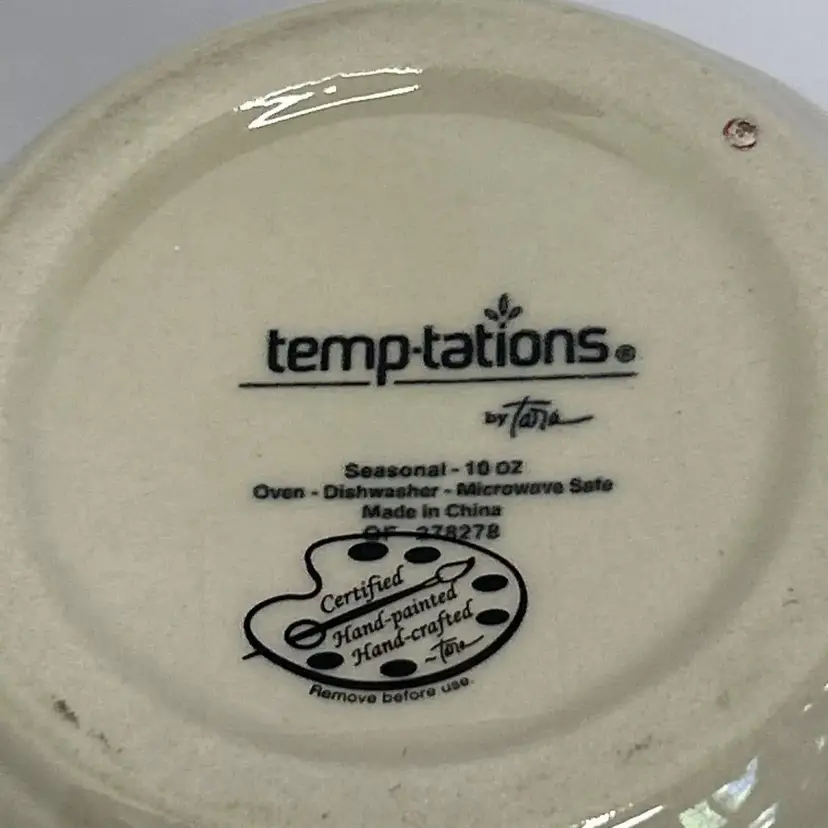 temp-tations®
by Tara
Seasonal - 10 OZ
Oven - Dishwasher - Microwave Safe
Made in China
278278
Certified
Hand-painted
Hand-crafted
~Tara
Remove before use.